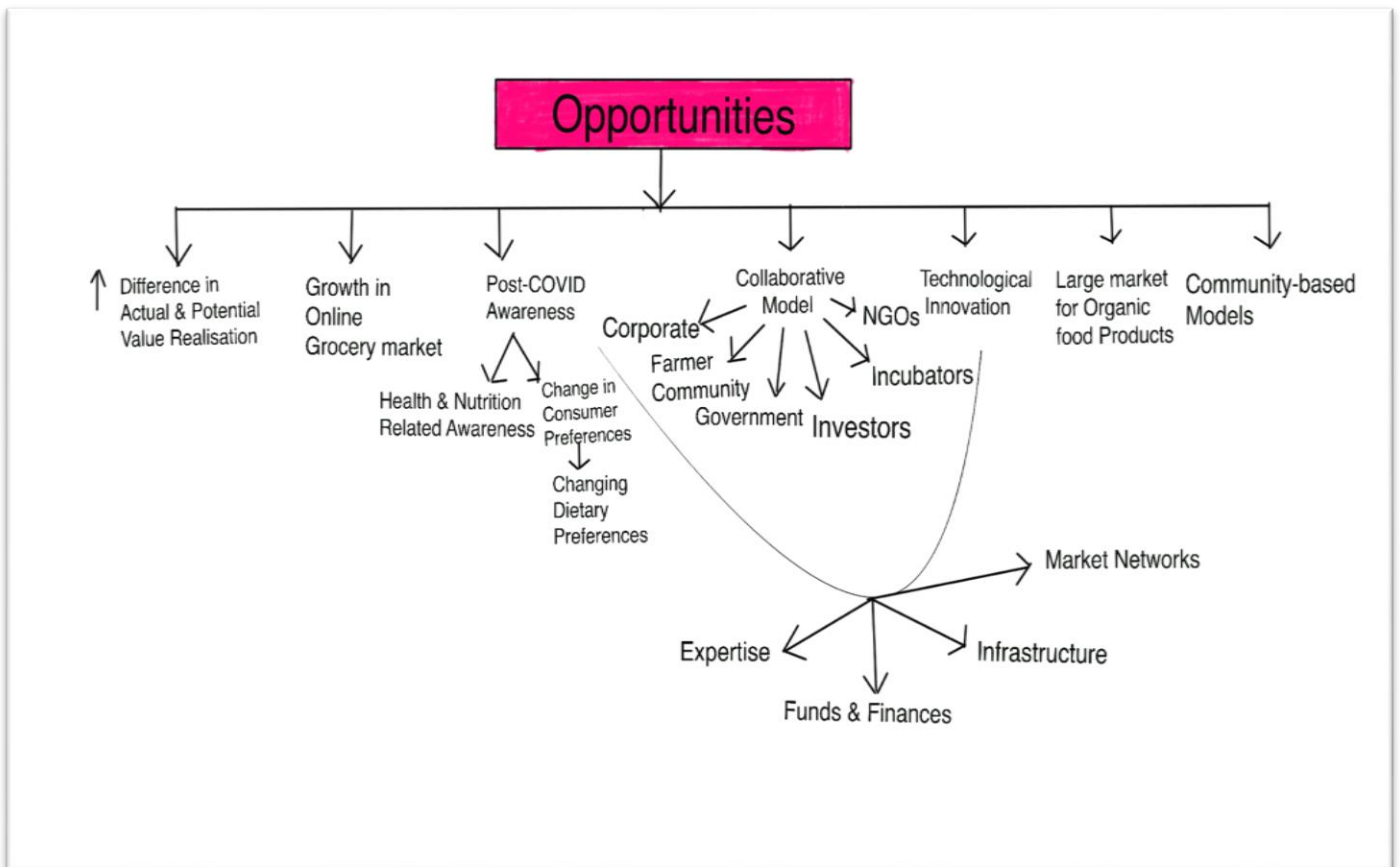 Opportunities
Difference in
Actual & Potential
Value Realisation
Growth in
Online
Grocery market
Post-COVID
Awareness
Health & Nutrition
Related Awareness
Change in
Consumer
Preferences
Changing
Dietary
Preferences
Collaborative
Model
Corporate
Farmer
Community
Government
Investors
Incubators
NGOs
Technological
Innovation
Large market
for Organic
food Products
Community-based
Models
Market Networks
Expertise
Infrastructure
Funds & Finances